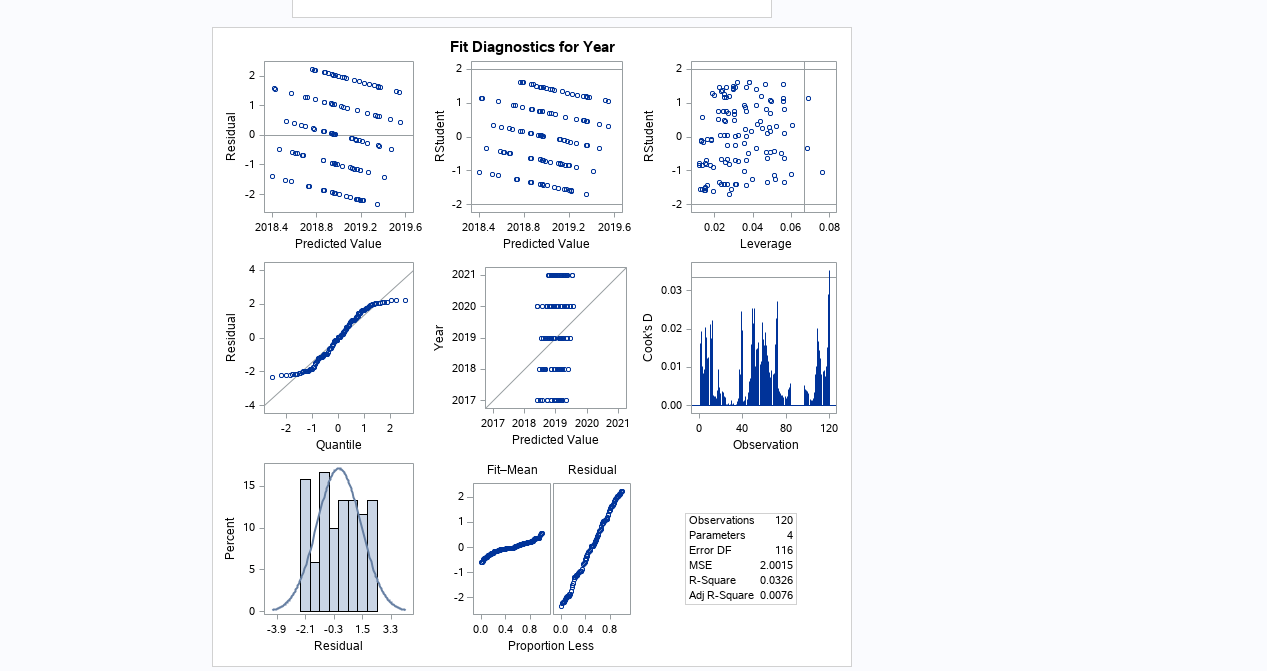 Fit Diagnostics for Year
Residual
2
1
0
-1
-2
2018.4 2018.8 2019.2 2019.6
Predicted Value
RStudent
2
1
0
-1
-2
2018.4 2018.8 2019.2 2019.6
Predicted Value
RStudent
2
1
0
-1
-2
0.02 0.04 0.06 0.08
Leverage
Residual
4
2
0
-2
-4
-2 -1 0 1 2
Quantile
Year
2021
2020
2019
2018
2017
2017 2018 2019 2020 2021
Predicted Value
Cook's D
0.03
0.02
0.01
0.00
0 40 80 120
Observation
Percent
15
10
5
0
-3.9 -2.1 -0.3 1.5 3.3
Residual
Fit–Mean Residual
2
1
0
-1
-2
0.0 0.4 0.8 0.0 0.4 0.8
Proportion Less
Observations 120
Parameters 4
Error DF 116
MSE 2.0015
R-Square 0.0326
Adj R-Square 0.0076